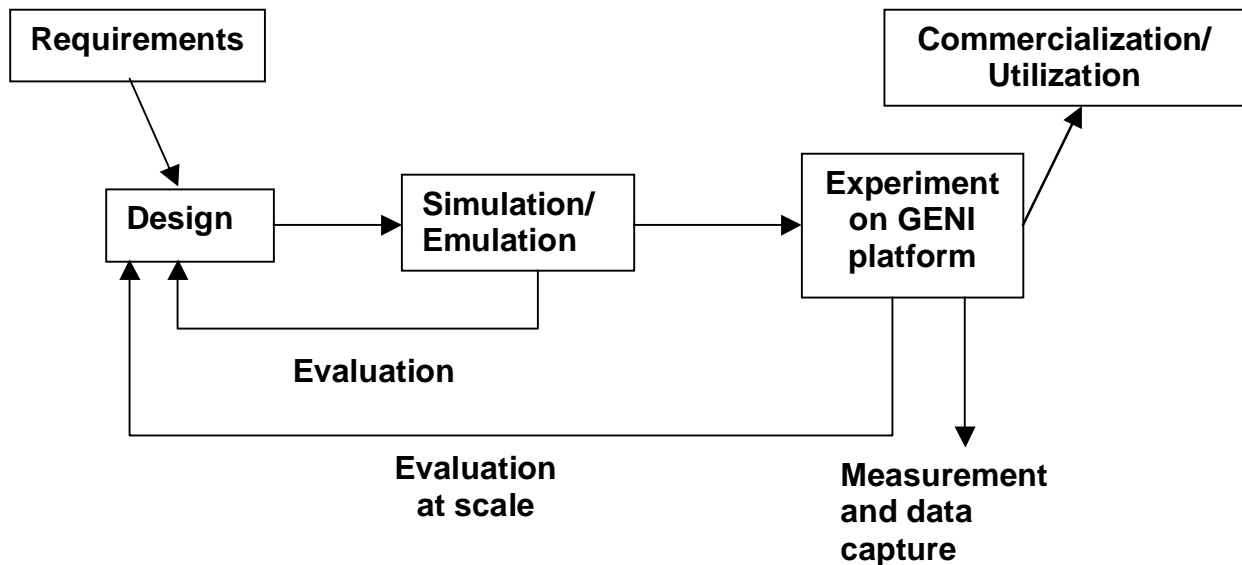 Requirements
Commercialization/
Utilization
Design
Simulation/
Emulation
Experiment
on GENI
platform
Evaluation
Evaluation
at scale
Measurement
and data
capture